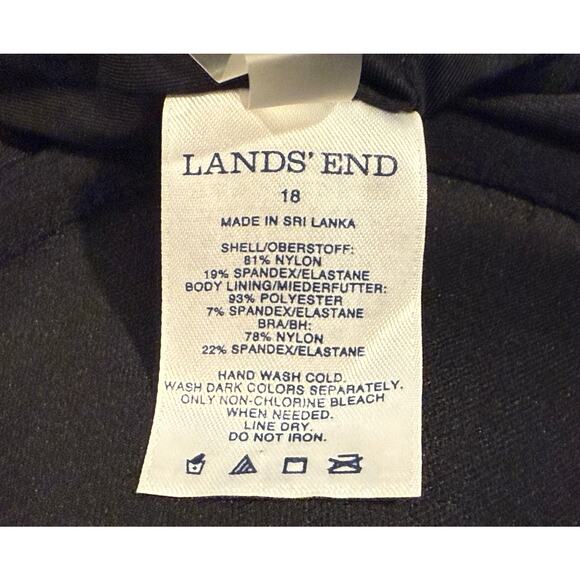 LANDS' END
18
MADE IN SRI LANKA
SHELL/OBERSTOFF:
81% NYLON
19% SPANDEX/ELASTANE
BODY LINING/MIEDERFUTTER:
93% POLYESTER
7% SPANDEX/ELASTANE
BRA/BH:
78% NYLON
22% SPANDEX/ELASTANE
HAND WASH COLD.
WASH DARK COLORS SEPARATELY.
ONLY NON-CHLORINE BLEACH
WHEN NEEDED.
LINE DRY.
DO NOT IRON.